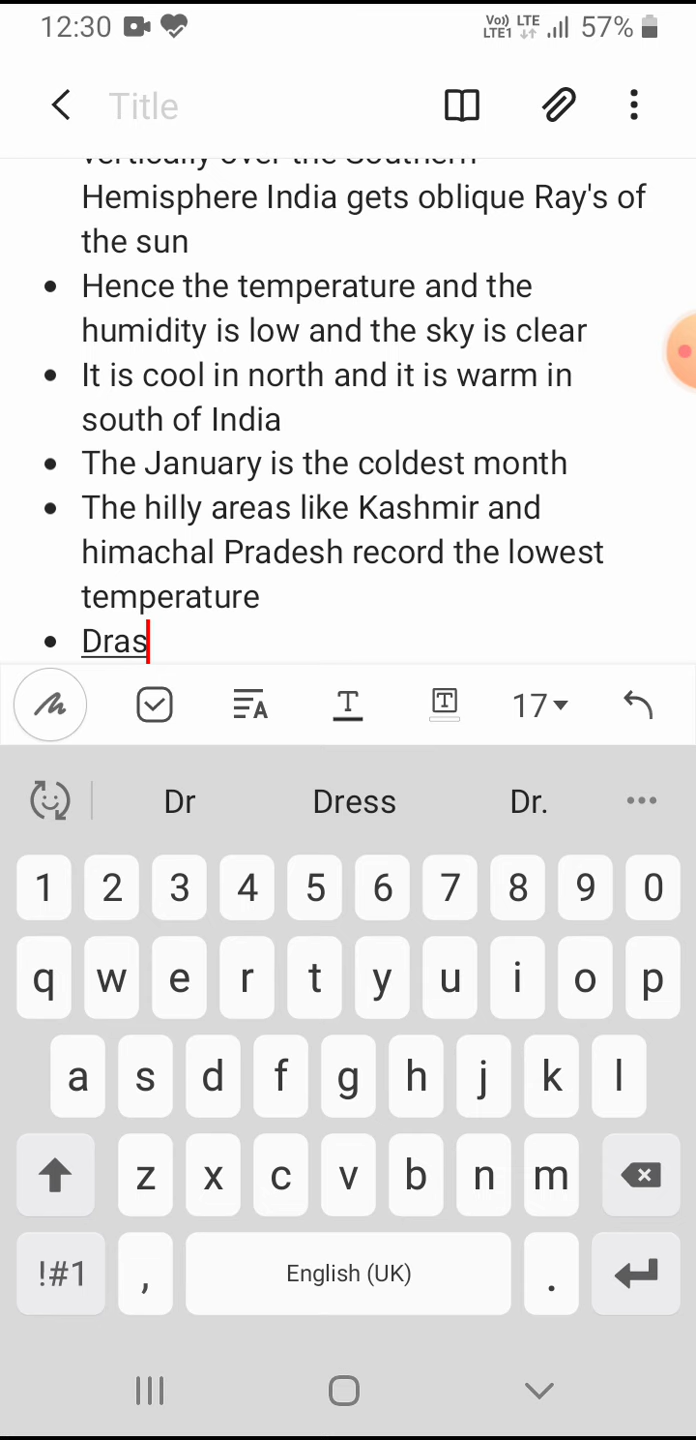 12:30 Vo)) LTE1 LTE 57%
Title
vertically over the Southern
Hemisphere India gets oblique Ray's of
the sun
• Hence the temperature and the
humidity is low and the sky is clear
• It is cool in north and it is warm in
south of India
• The January is the coldest month
• The hilly areas like Kashmir and
himachal Pradesh record the lowest
temperature
• Dras
17
Dr Dress Dr.
1 2 3 4 5 6 7 8 9 0
q w e r t y u i o p
a s d f g h j k l
z x c v b n m
!#1 , English (UK) .